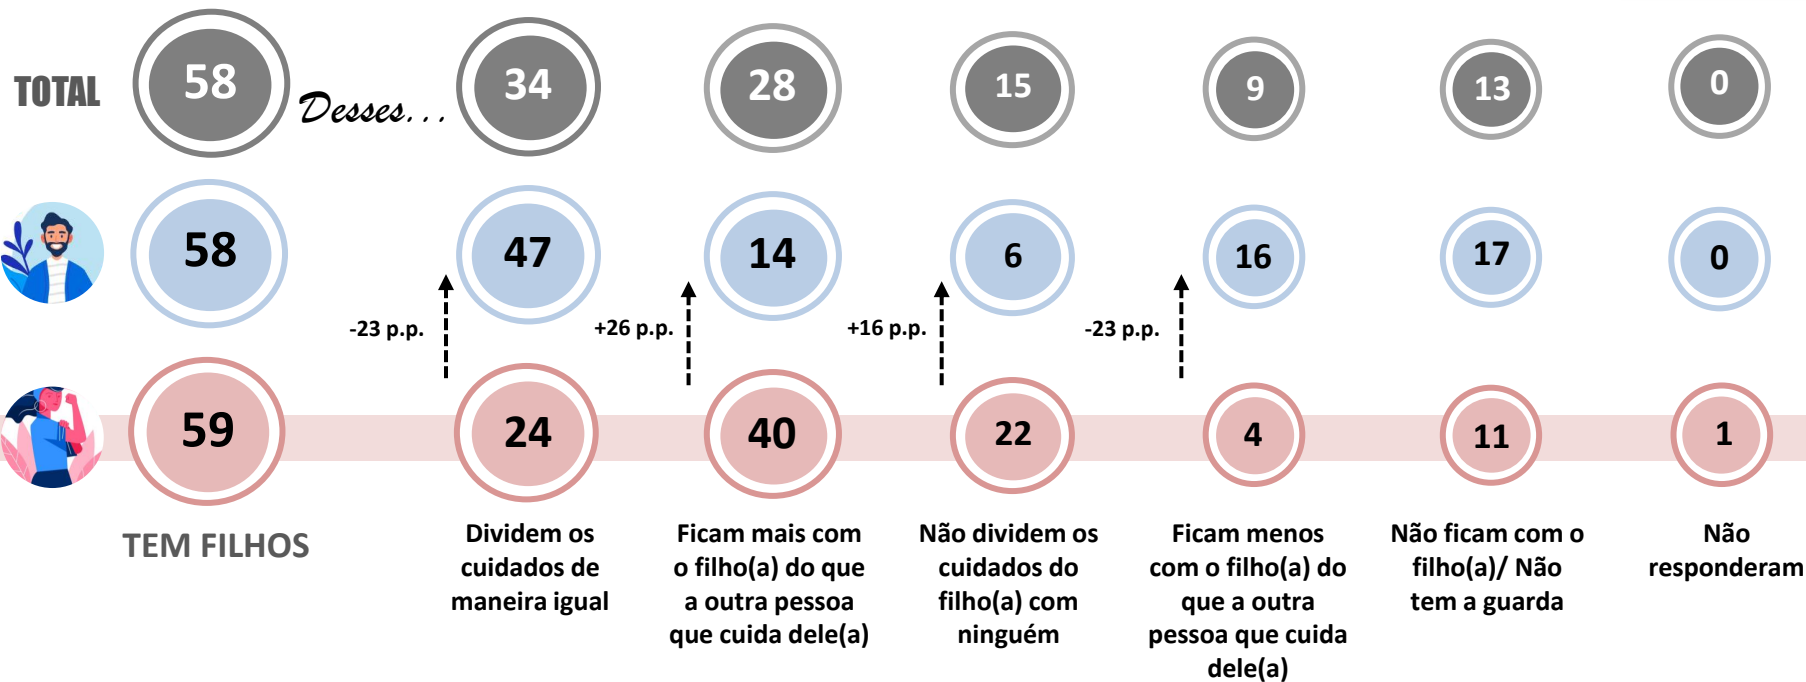 TOTAL 58 Desses... 34 28 15 9 13 0
58 47 14 6 16 17 0
-23 p.p. +26 p.p. +16 p.p. -23 p.p.
59 24 40 22 4 11 1
TEM FILHOS
Dividem os
cuidados de
maneira igual
Ficam mais com
o filho(a) do que
a outra pessoa
que cuida dele(a)
Não dividem os
cuidados do
filho(a) com
ninguém
Ficam menos
com o filho(a) do
que a outra
pessoa que cuida
dele(a)
Não ficam com o
filho(a)/ Não
tem a guarda
Não
responderam